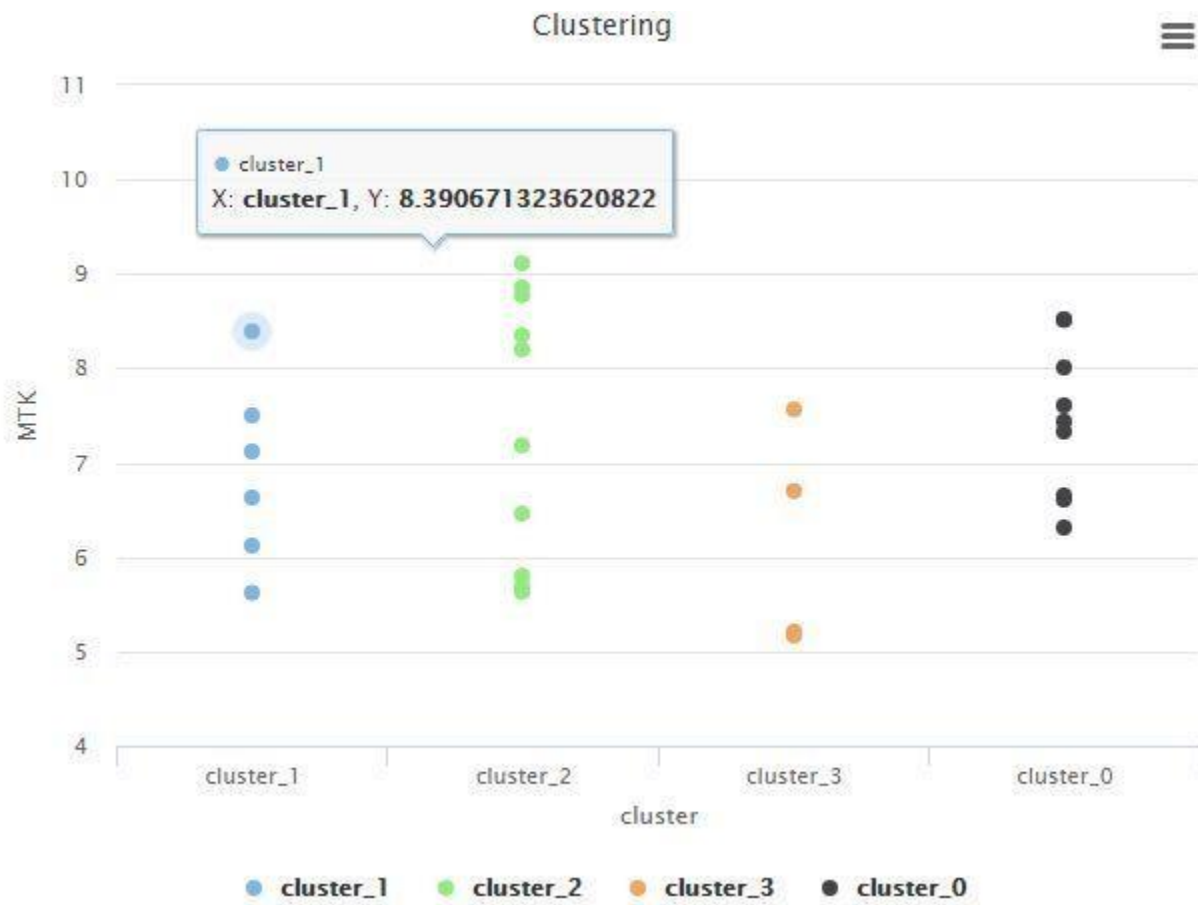 Clustering
11
10
9
8
7
6
5
4
MTK
cluster_1
X: cluster_1, Y: 8.390671323620822
cluster_1 cluster_2 cluster_3 cluster_0
cluster
cluster_1 cluster_2 cluster_3 cluster_0